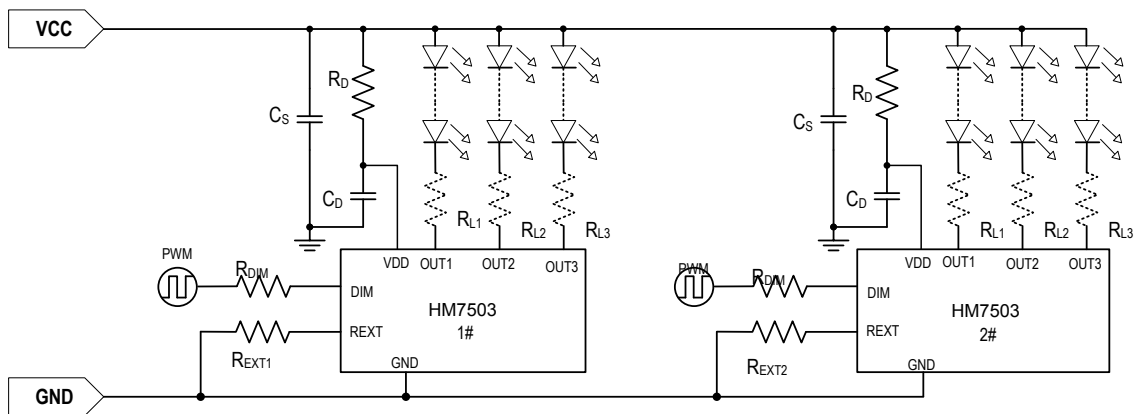 VCC
R_D
C_S
C_D
R_L1
R_L2
R_L3
PWM
R_DIM
VDD
OUT1
OUT2
OUT3
DIM
HM7503
1#
REXT
GND
R_EXT1
R_D
C_S
C_D
R_L1
R_L2
R_L3
PWM
R_DIM
VDD
OUT1
OUT2
OUT3
DIM
HM7503
2#
REXT
GND
R_EXT2
GND